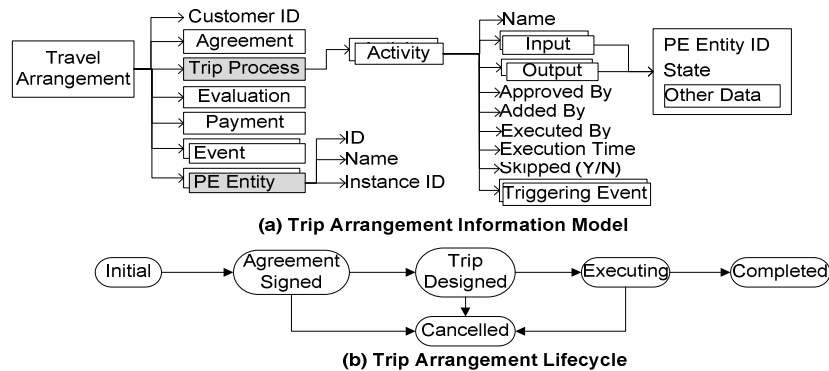 Travel
Arrangement
Customer ID
Agreement
Trip Process
Evaluation
Payment
Event
PE Entity
ID
Name
Instance ID
Activity
Name
Input
Output
Approved By
Added By
Executed By
Execution Time
Skipped (Y/N)
Triggering Event
PE Entity ID
State
Other Data
(a) Trip Arrangement Information Model
Initial
Agreement
Signed
Trip
Designed
Executing
Completed
Cancelled
(b) Trip Arrangement Lifecycle